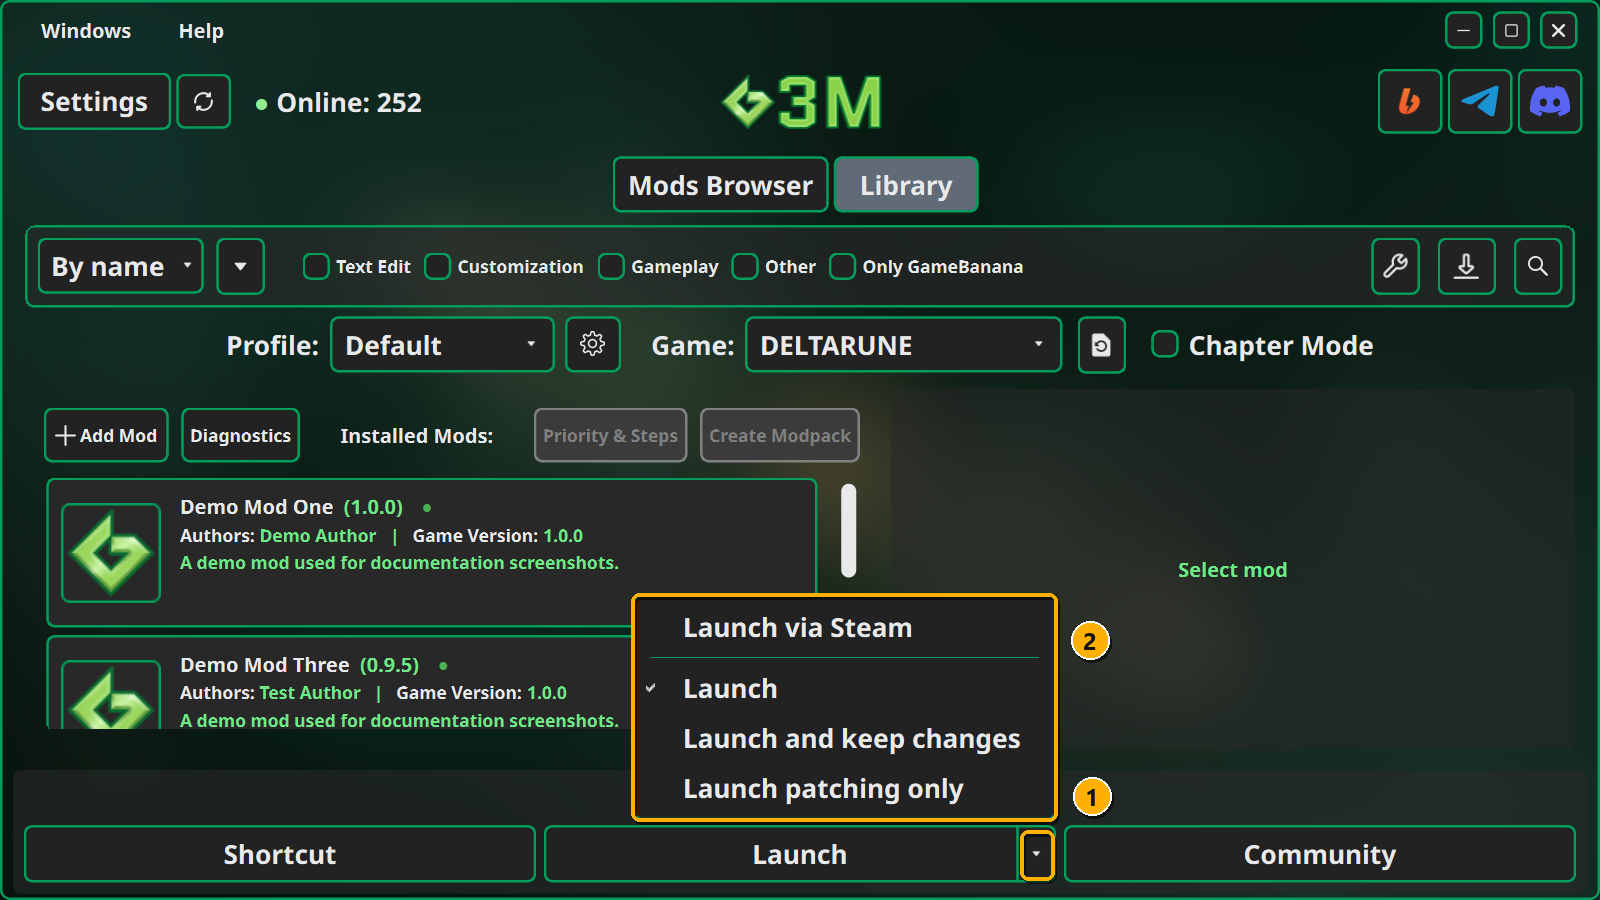 Windows Help
Settings Online: 252
3M
Mods Browser Library
By name Text Edit Customization Gameplay Other Only GameBanana
Profile: Default Game: DELTARUNE Chapter Mode
Add Mod Diagnostics Installed Mods: Priority & Steps Create Modpack
Demo Mod One (1.0.0)
Authors: Demo Author | Game Version: 1.0.0
A demo mod used for documentation screenshots.
Select mod
Demo Mod Three (0.9.5)
Authors: Test Author | Game Version: 1.0.0
A demo mod used for documentation screenshots.
Launch via Steam
2
Launch
Launch and keep changes
Launch patching only
1
Shortcut Launch Community